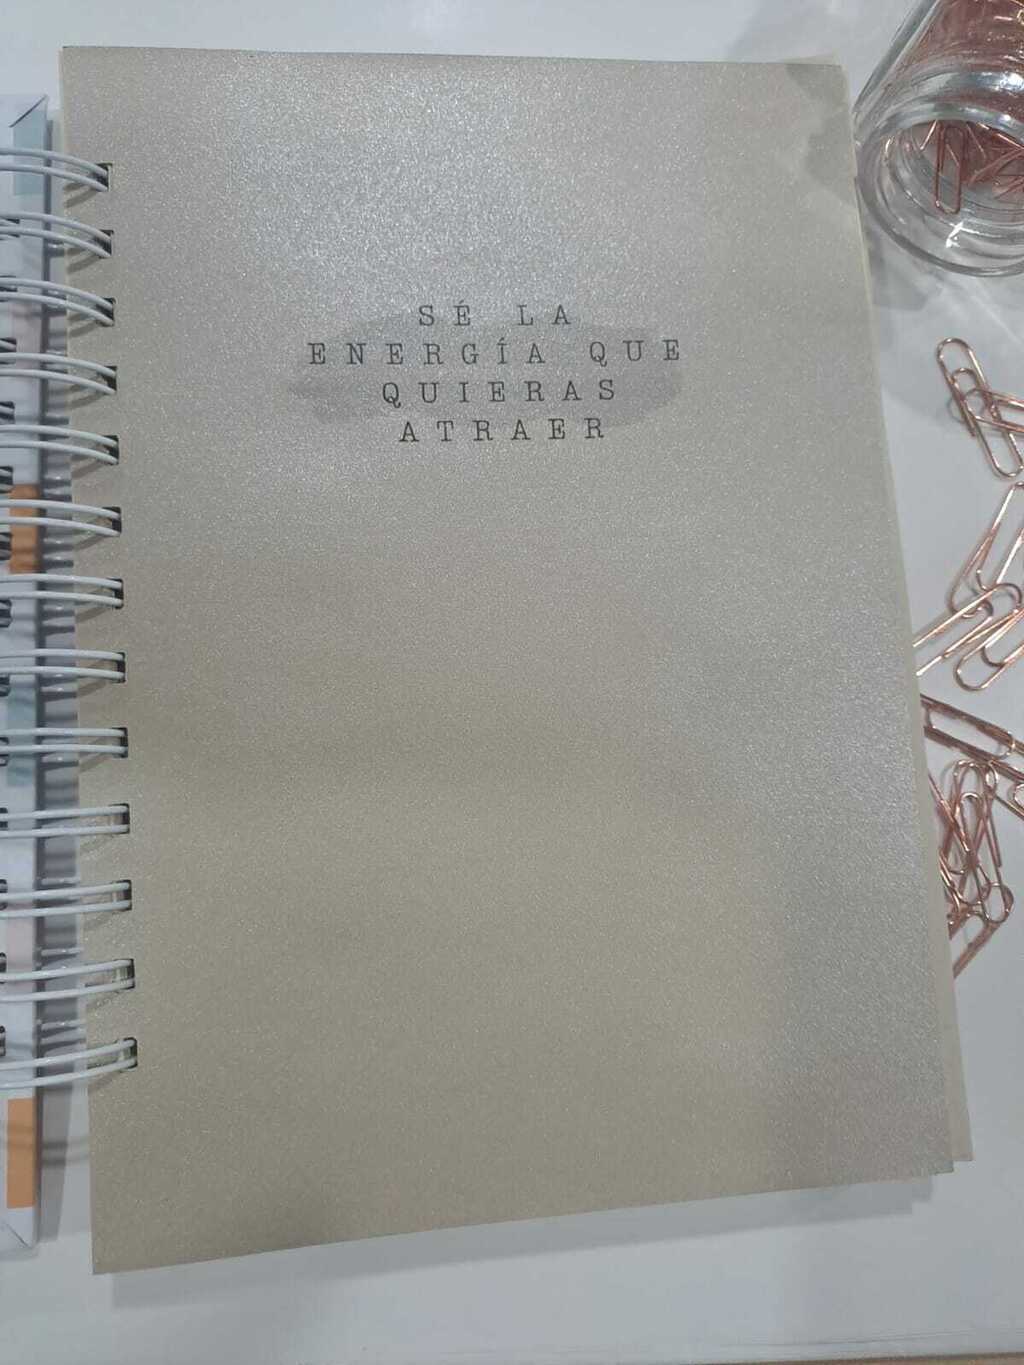 SÉ LA
ENERGÍA QUE
QUIERAS
ATRAER